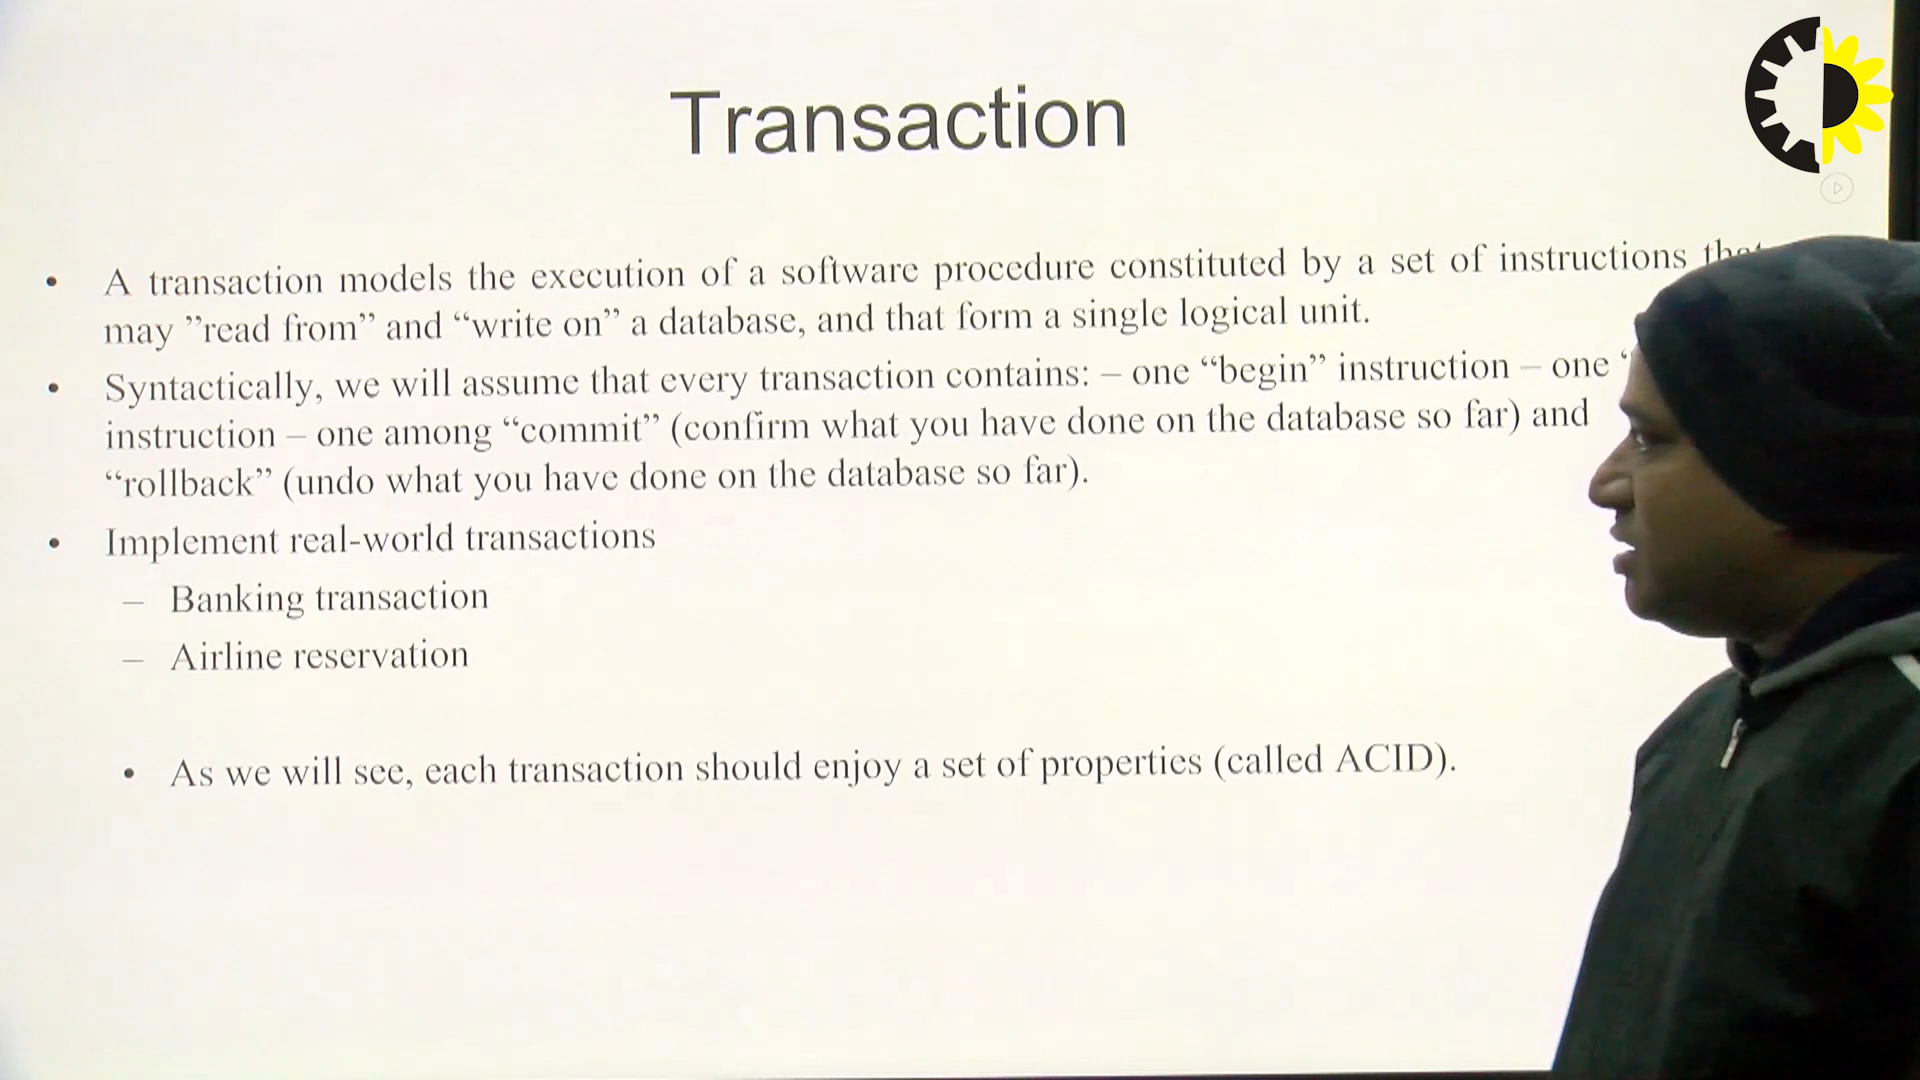 Transaction
• A transaction models the execution of a software procedure constituted by a set of instructions
may ”read from” and “write on” a database, and that form a single logical unit.
• Syntactically, we will assume that every transaction contains: – one “begin” instruction – one “
instruction – one among “commit” (confirm what you have done on the database so far) and
“rollback” (undo what you have done on the database so far).
• Implement real-world transactions
– Banking transaction
– Airline reservation
• As we will see, each transaction should enjoy a set of properties (called ACID).